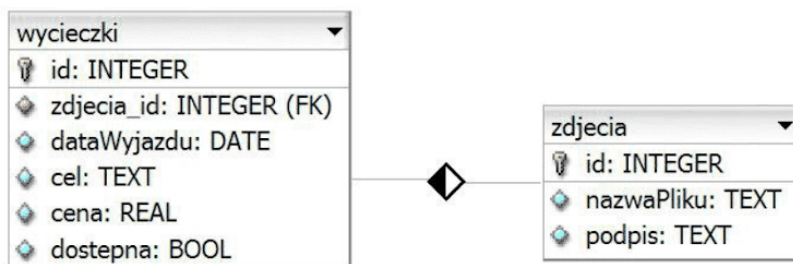 wycieczki
id: INTEGER
zdjecia_id: INTEGER (FK)
dataWyjazdu: DATE
cel: TEXT
cena: REAL
dostepna: BOOL
zdjecia
id: INTEGER
nazwaPliku: TEXT
podpis: TEXT